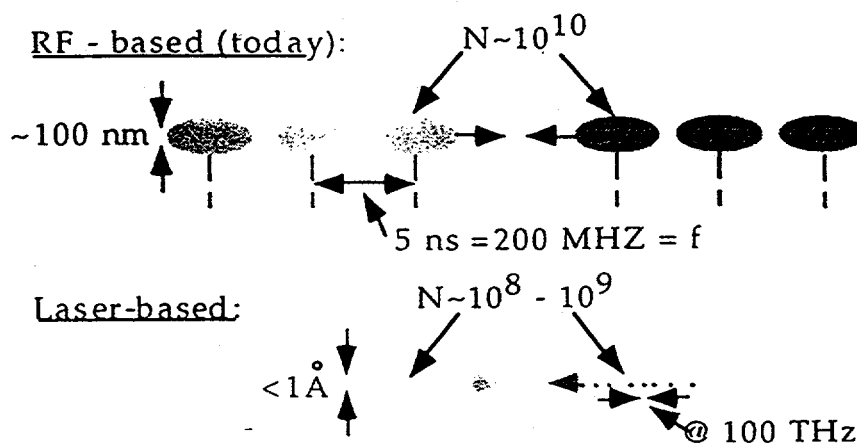 RF - based (today):
N~10^10
~100 nm
5 ns = 200 MHZ = f
Laser-based:
N~10^8 - 10^9
<1Å
@ 100 THz